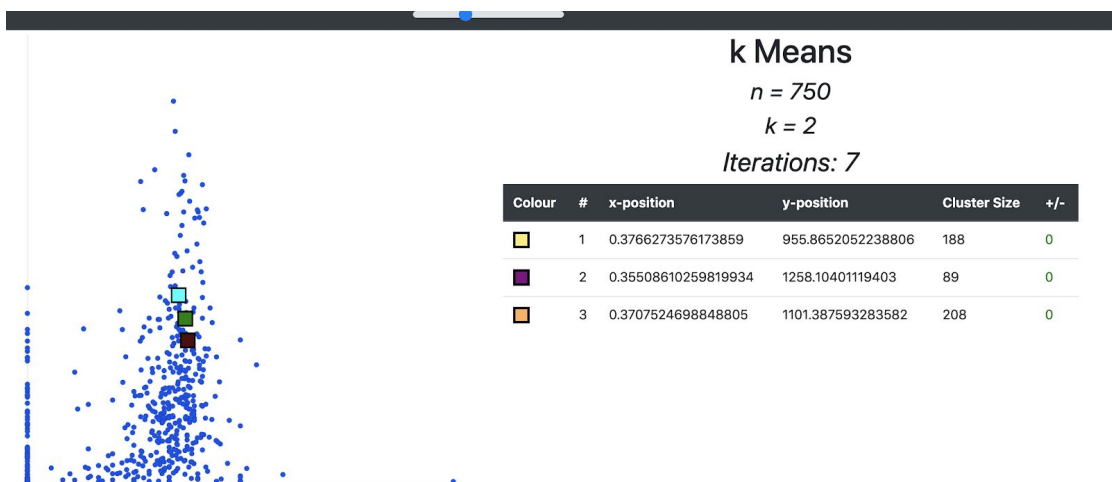 k Means
n = 750
k = 2
Iterations: 7
Colour # x-position y-position Cluster Size +/-
1 0.3766273576173859 955.8652052238806 188 0
2 0.35508610259819934 1258.10401119403 89 0
3 0.3707524698848805 1101.387593283582 208 0